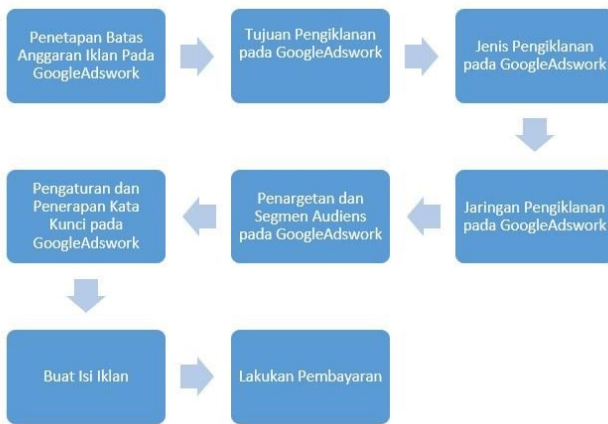 Penetapan Batas
Anggaran Iklan Pada
GoogleAdswork
Tujuan Pengiklanan
pada GoogleAdswork
Jenis Pengiklanan
pada GoogleAdswork
Jaringan Pengiklanan
pada GoogleAdswork
Penargetan dan
Segmen Audiens
pada GoogleAdswork
Pengaturan dan
Penerapan Kata
Kunci pada
GoogleAdswork
Buat Isi Iklan
Lakukan Pembayaran